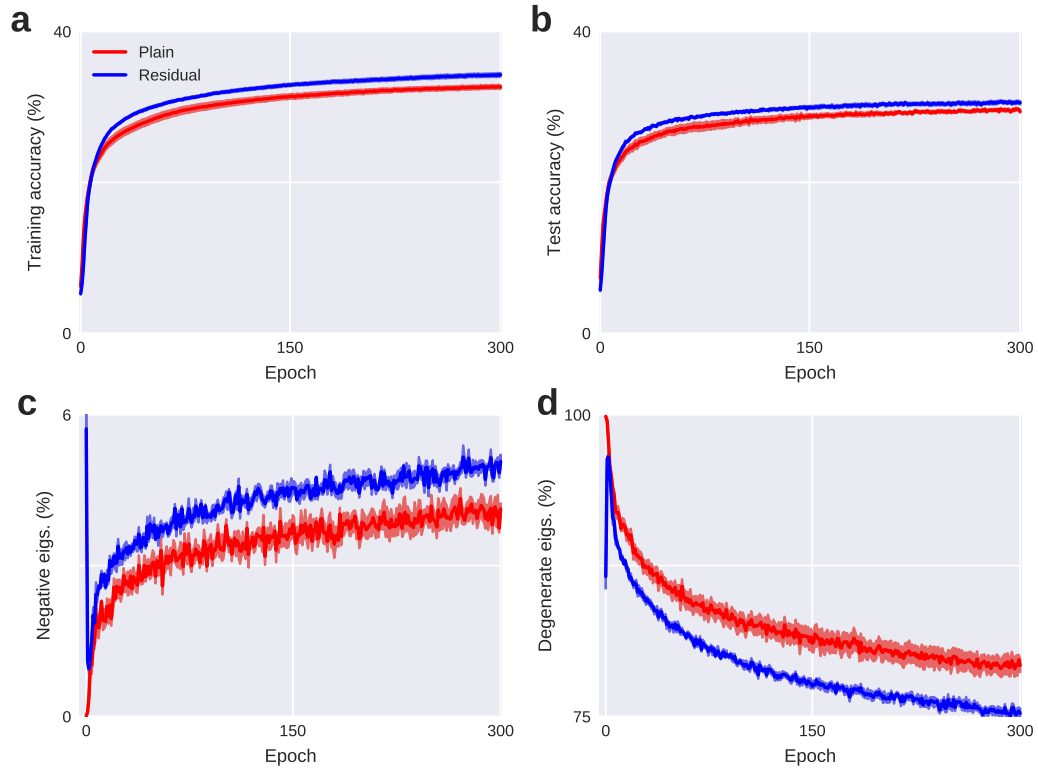 a
40
Plain
Residual
Training accuracy (%)
0
0
150
300
Epoch
b
40
Test accuracy (%)
0
0
150
300
Epoch
c
6
Negative eigs. (%)
0
0
150
300
Epoch
d
100
Degenerate eigs. (%)
75
0
150
300
Epoch